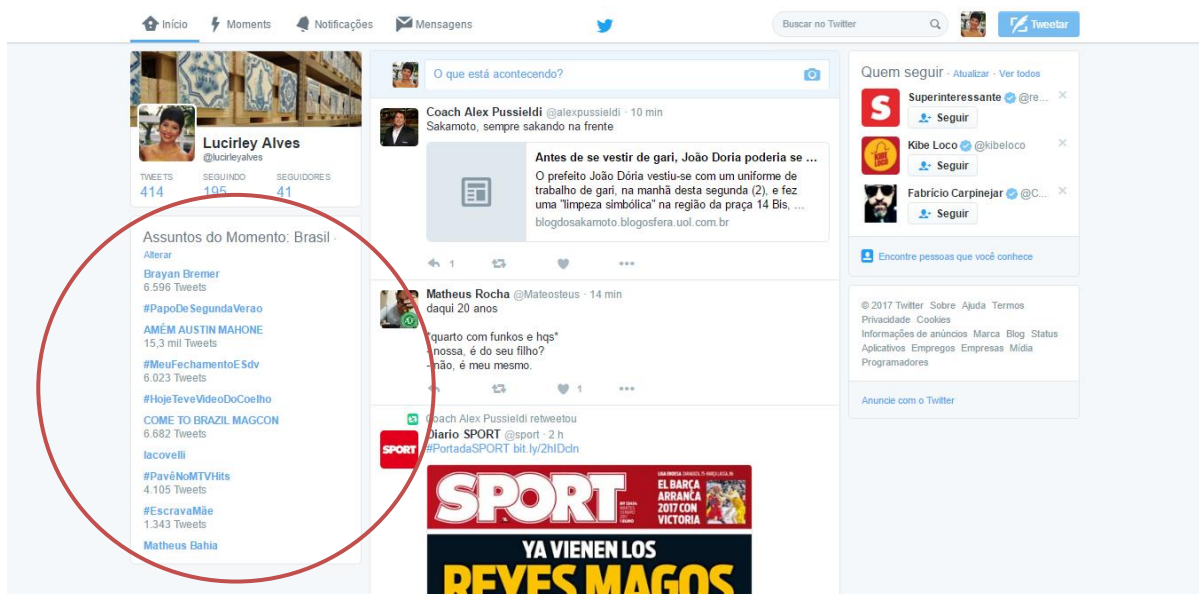 Início Moments Notificações Mensagens Buscar no Twitter Tweetar
Lucirley Alves
@lucirleyalves
TWEETS SEGUINDO SEGUIDORES
414 195 41
Assuntos do Momento: Brasil ·
Alterar
Brayan Bremer
6.596 Tweets
#PapoDeSegundaVerao
AMÉM AUSTIN MAHONE
15,3 mil Tweets
#MeuFechamentoESdv
6.023 Tweets
#HojeTeveVideoDoCoelho
COME TO BRAZIL MAGCON
6.682 Tweets
Iacovelli
#PavêNoMTVHits
4.105 Tweets
#EscravaMãe
1.343 Tweets
Matheus Bahia
O que está acontecendo?
Coach Alex Pussieldi @alexpussieldi · 10 min
Sakamoto, sempre sakando na frente
Antes de se vestir de gari, João Doria poderia se ...
O prefeito João Dória vestiu-se com um uniforme de
trabalho de gari, na manhã desta segunda (2), e fez
uma "limpeza simbólica" na região da praça 14 Bis, ...
blogdosakamoto.blogosfera.uol.com.br
1
Matheus Rocha @Mateosteus · 14 min
daqui 20 anos
*quarto com funkos e hqs*
- nossa, é do seu filho?
- não, é meu mesmo.
1
Coach Alex Pussieldi retweetou
Diario SPORT @sport · 2 h
#PortadaSPORT bit.ly/2hIDcln
SPORT
SPORT
EL BARÇA
ARRANCA
2017 CON
VICTORIA
YA VIENEN LOS
REYES MAGOS
Quem seguir · Atualizar · Ver todos
S
Superinteressante @re...
Seguir
KIBE LOCO
Kibe Loco @kibeloco
Seguir
Fabrício Carpinejar @C...
Seguir
Encontre pessoas que você conhece
© 2017 Twitter Sobre Ajuda Termos
Privacidade Cookies
Informações de anúncios Marca Blog Status
Aplicativos Empregos Empresas Mídia
Programadores
Anuncie com o Twitter